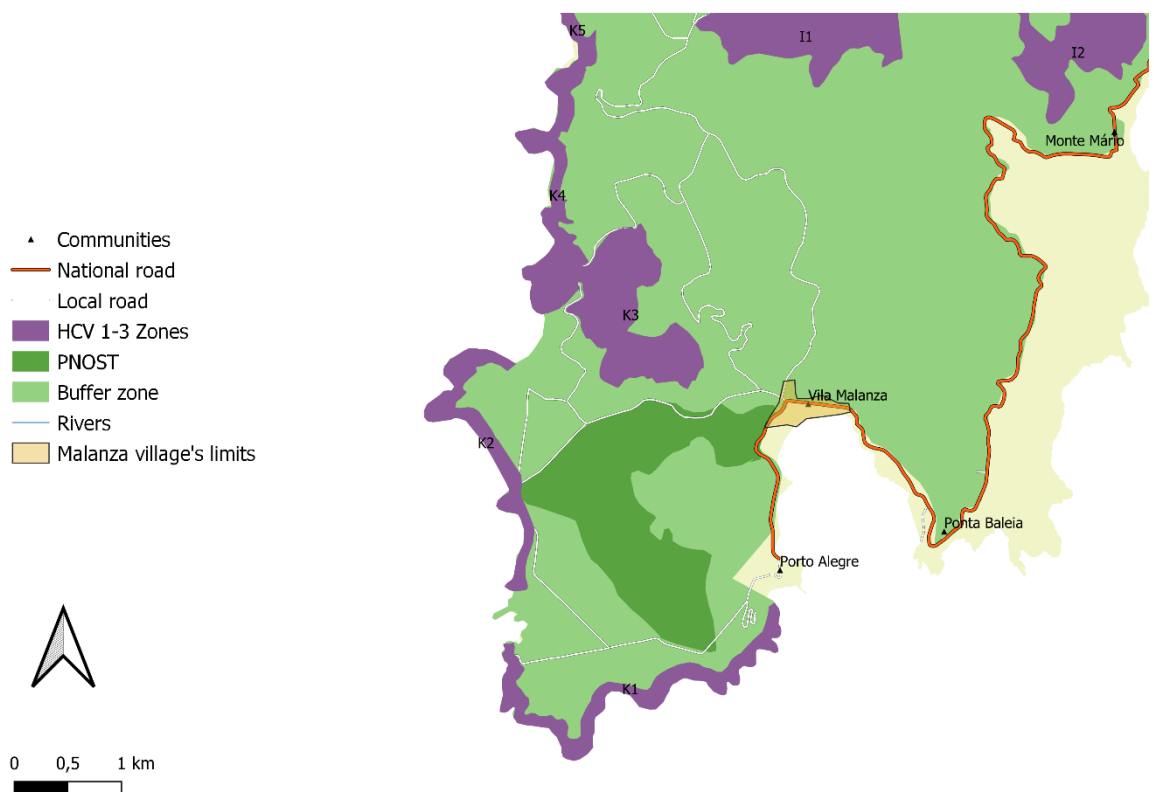 K5
I1
I2
Monte Mário
K4
Communities
National road
Local road
HCV 1-3 Zones
PNOST
Buffer zone
Rivers
Malanza village's limits
K3
Vila Malanza
K2
Ponta Baleia
Porto Alegre
K1
0 0,5 1 km